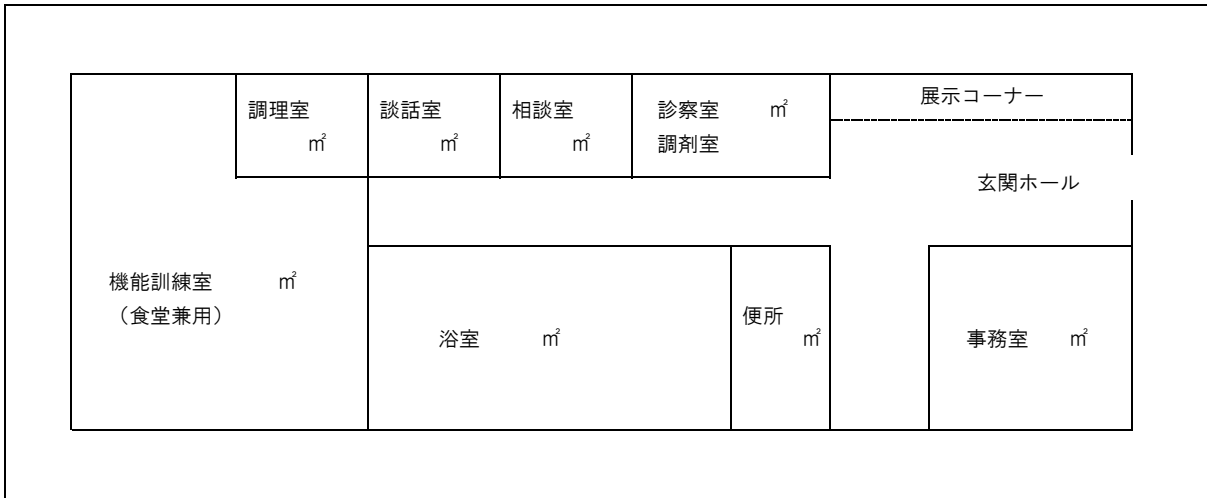 調理室
㎡
談話室
㎡
相談室
㎡
診察室 ㎡
調剤室
展示コーナー
玄関ホール
機能訓練室 ㎡
（食堂兼用）
浴室 ㎡
便所
㎡
事務室 ㎡